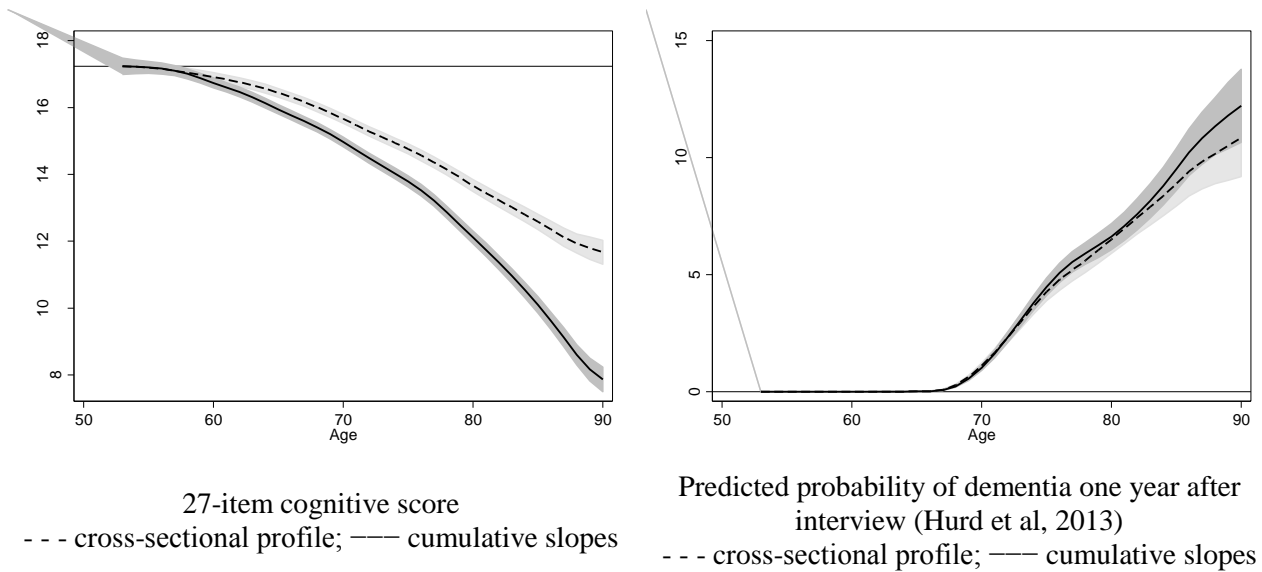 18
16
14
12
10
8
50 60 70 80 90
Age
27-item cognitive score
- - - cross-sectional profile; ─── cumulative slopes
15
10
5
0
50 60 70 80 90
Age
Predicted probability of dementia one year after
interview (Hurd et al, 2013)
- - - cross-sectional profile; ─── cumulative slopes